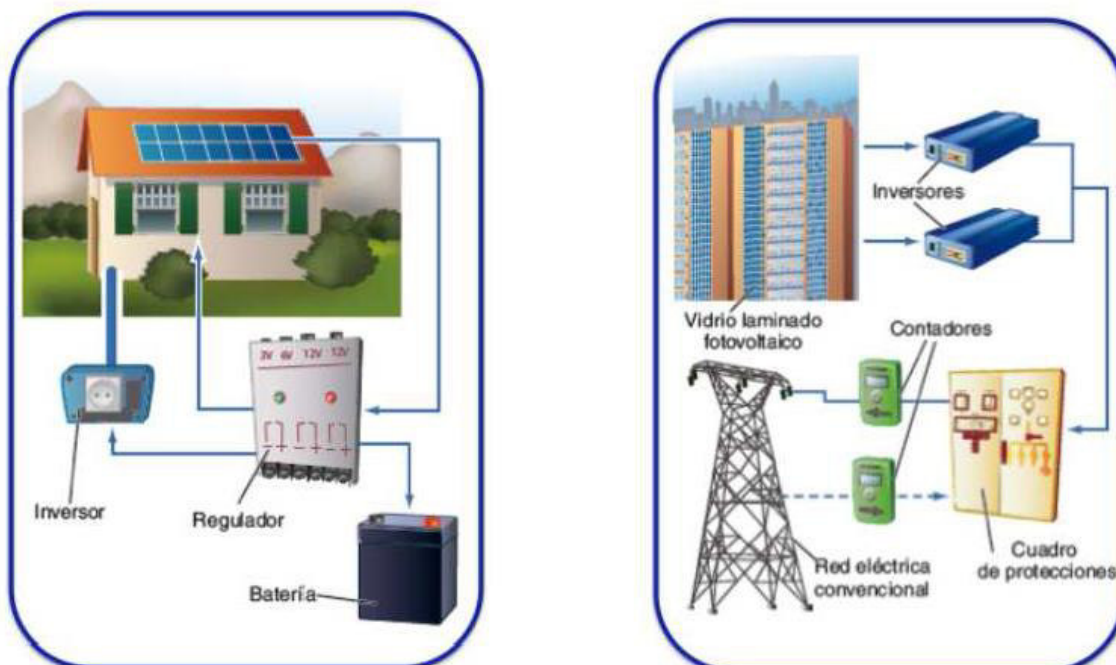 3V 6V 12V 12V
Inversor
Regulador
Batería
Inversores
Vidrio laminado
fotovoltaico
Contadores
Red eléctrica
convencional
Cuadro
de protecciones